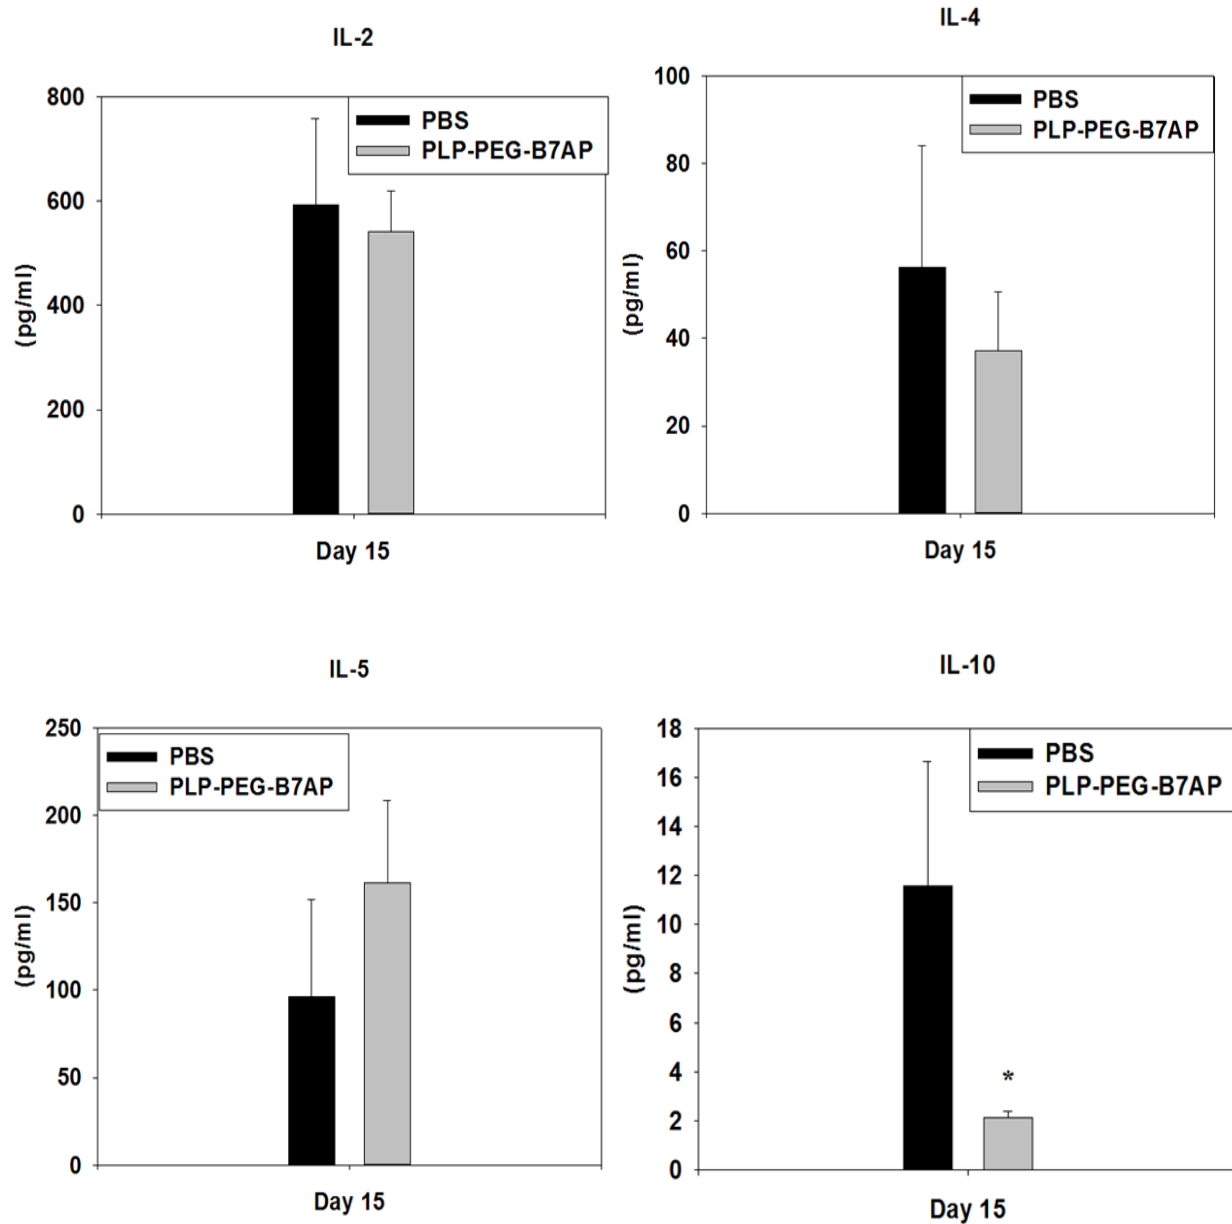 IL-2
800
600
400
200
0
(pg/ml)
PBS
PLP-PEG-B7AP
Day 15
IL-4
100
80
60
40
20
0
(pg/ml)
PBS
PLP-PEG-B7AP
Day 15
IL-5
250
200
150
100
50
0
(pg/ml)
PBS
PLP-PEG-B7AP
Day 15
IL-10
18
16
14
12
10
8
6
4
2
0
(pg/ml)
PBS
PLP-PEG-B7AP
*
Day 15